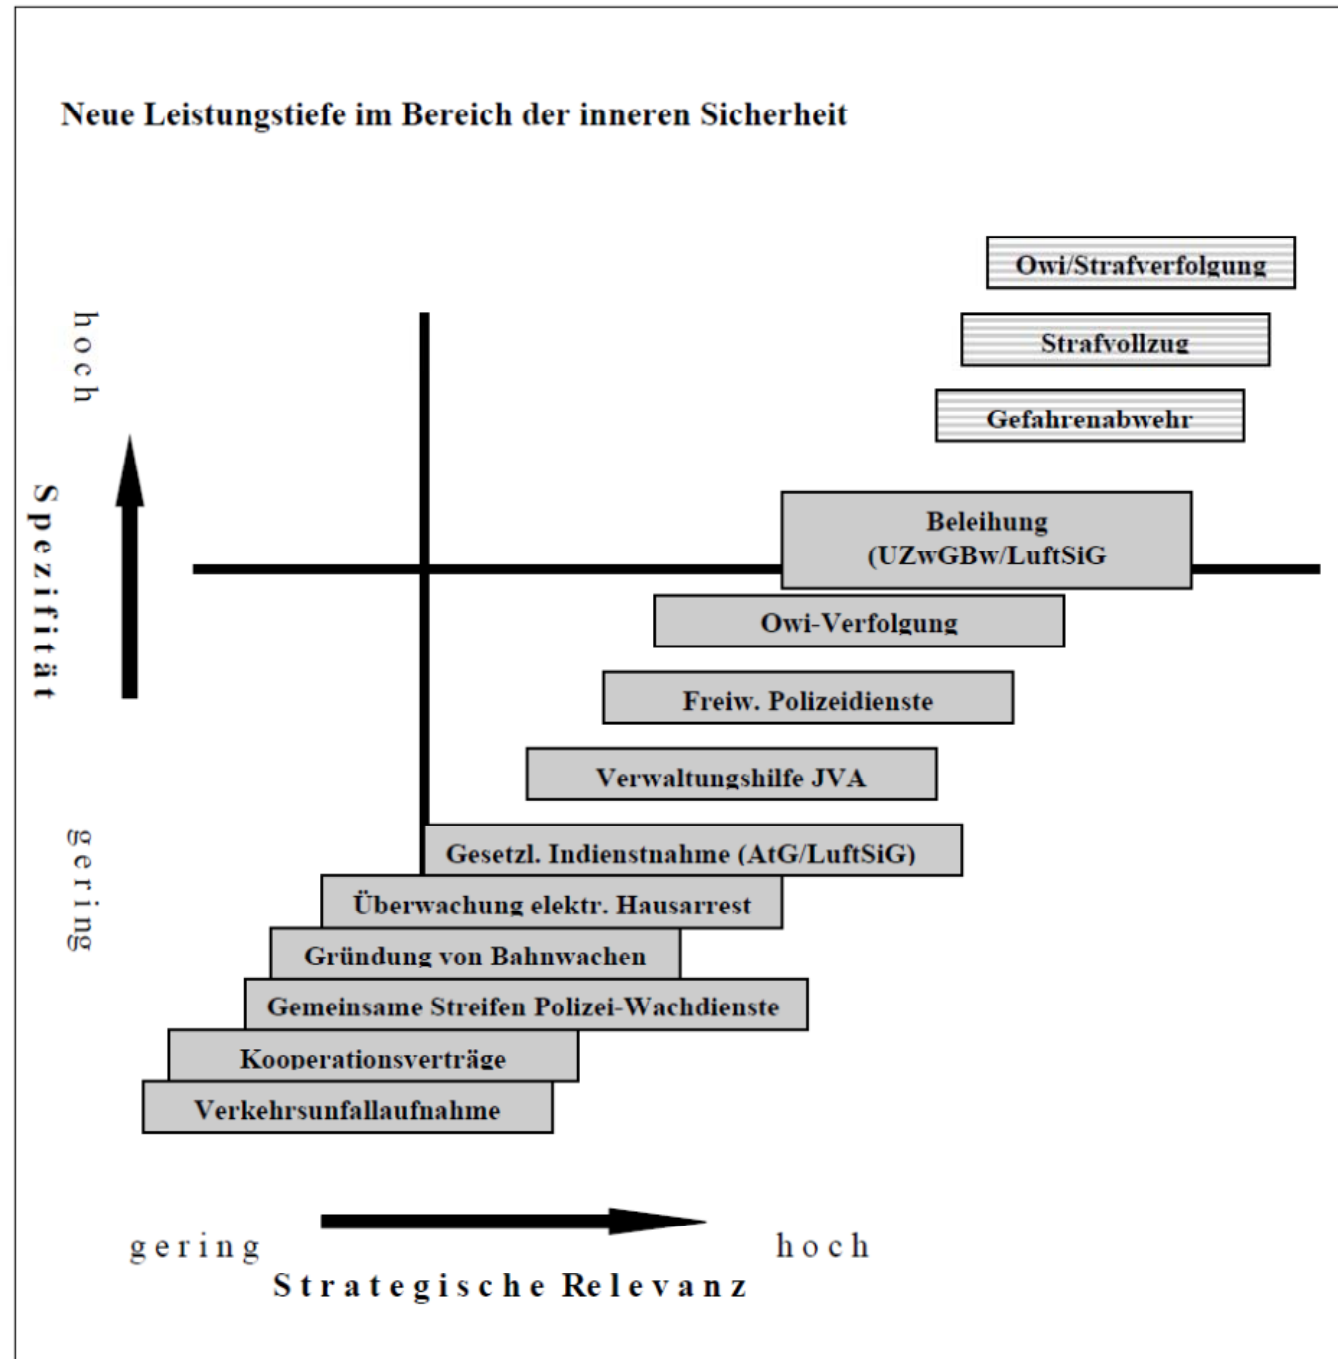 Neue Leistungstiefe im Bereich der inneren Sicherheit
Owi/Strafverfolgung
hoch
Strafvollzug
Gefahrenabwehr
Spezifität
Beleihung
(UZwGBw/LuftSiG
Owi-Verfolgung
Freiw. Polizeidienste
Verwaltungshilfe JVA
gering
Gesetzl. Indienstnahme (AtG/LuftSiG)
Überwachung elektr. Hausarrest
Gründung von Bahnwachen
Gemeinsame Streifen Polizei-Wachdienste
Kooperationsverträge
Verkehrsunfallaufnahme
gering
hoch
Strategische Relevanz